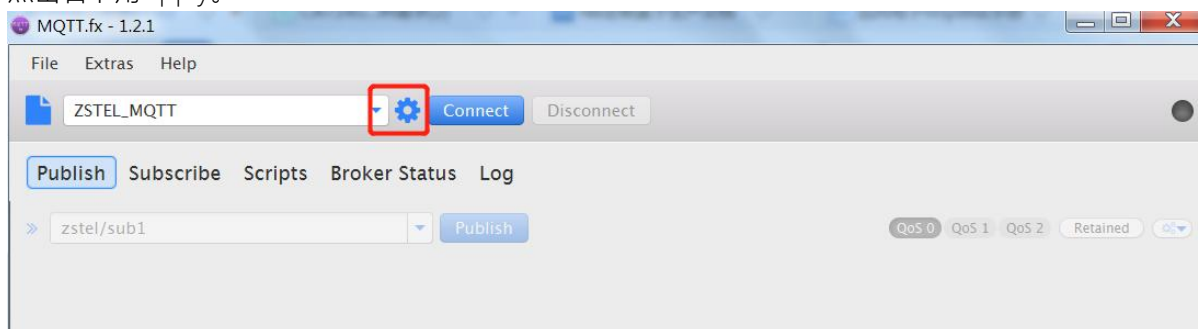 MQTT.fx - 1.2.1
File Extras Help
ZSTEL_MQTT Connect Disconnect
Publish Subscribe Scripts Broker Status Log
zstel/sub1 Publish QoS 0 QoS 1 QoS 2 Retained